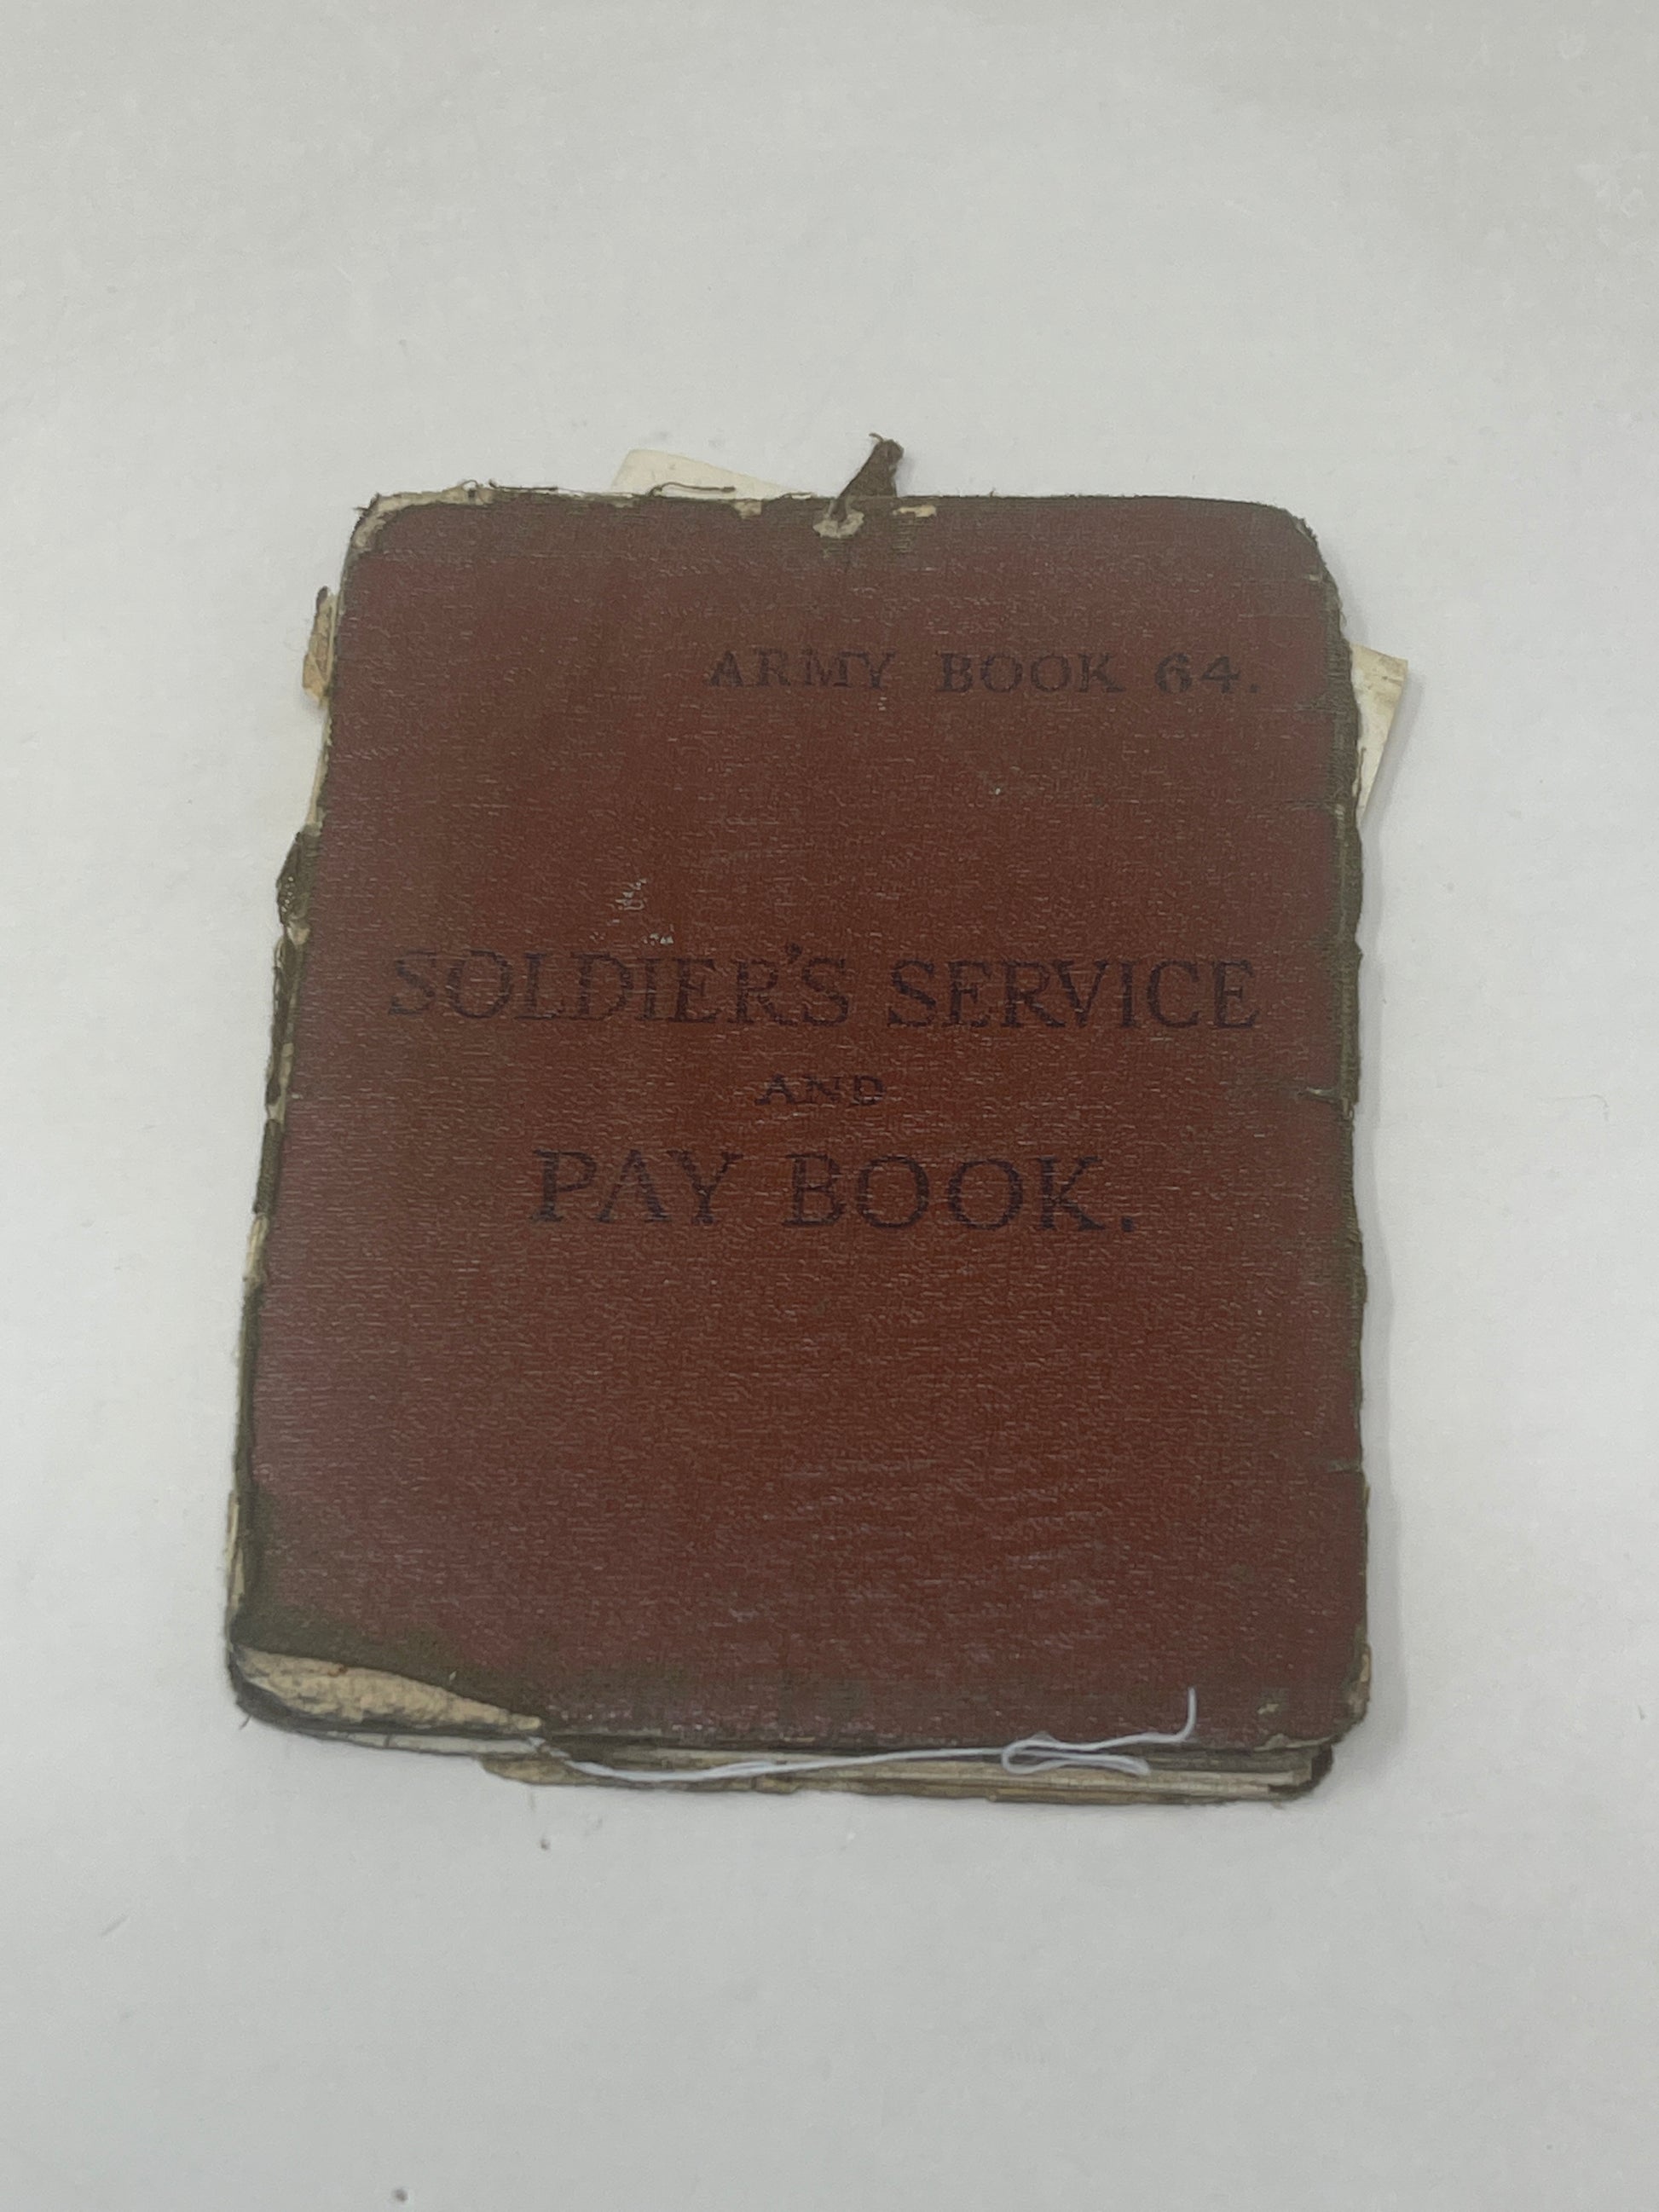 ARMY BOOK 64.
SOLDIER'S SERVICE
AND
PAY BOOK.